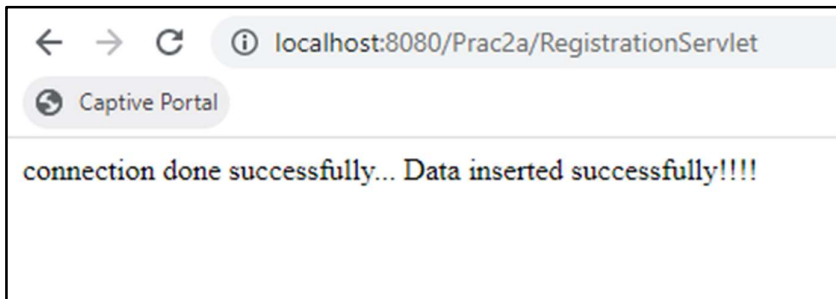 localhost:8080/Prac2a/RegistrationServlet
Captive Portal
connection done successfully... Data inserted successfully!!!!